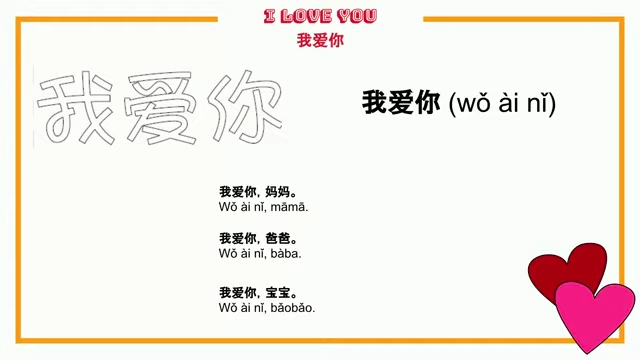 I LOVE YOU
我爱你
我爱你
我爱你 (wǒ ài nǐ)
我爱你, 妈妈。
Wǒ ài nǐ, māmā.
我爱你, 爸爸。
Wǒ ài nǐ, bàba.
我爱你, 宝宝。
Wǒ ài nǐ, bǎobǎo.